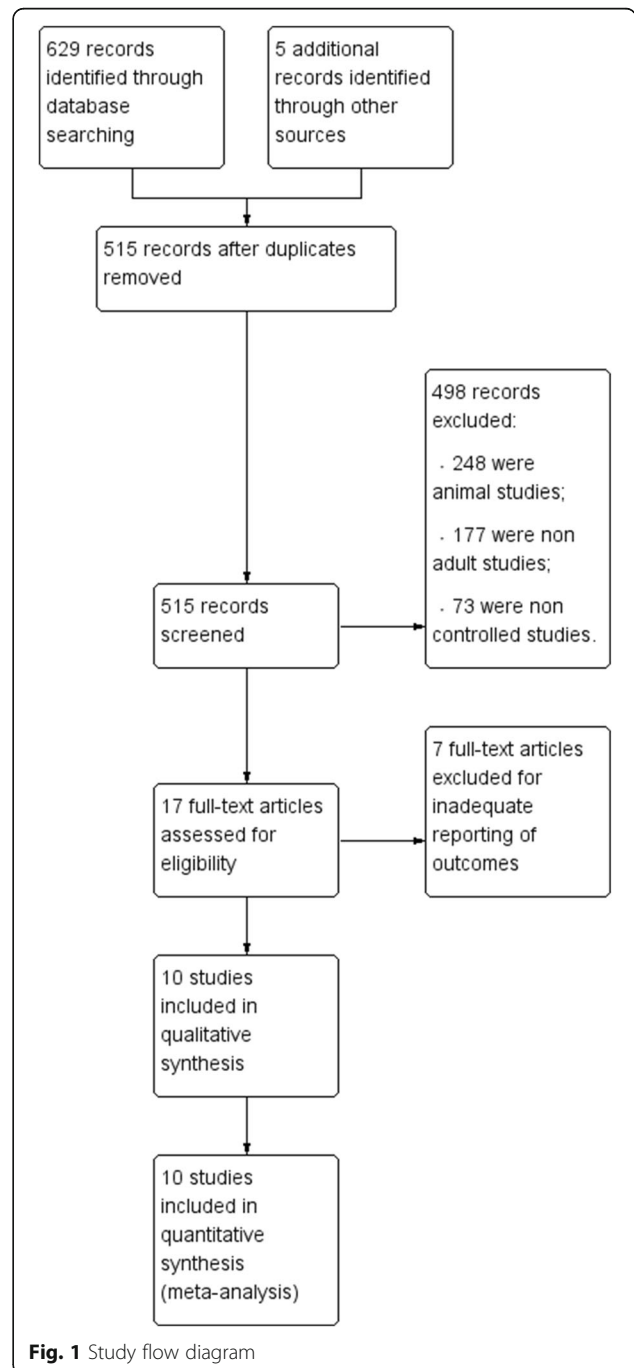 629 records
identified through
database
searching
5 additional
records identified
through other
sources
515 records after duplicates
removed
498 records
excluded:
. 248 were
animal studies;
. 177 were non
adult studies;
. 73 were non
controlled studies.
515 records
screened
7 full-text articles
excluded for
inadequate
reporting of
outcomes
17 full-text articles
assessed for
eligibility
10 studies
included in
qualitative
synthesis
10 studies
included in
quantitative
synthesis
(meta-analysis)
Fig. 1 Study flow diagram